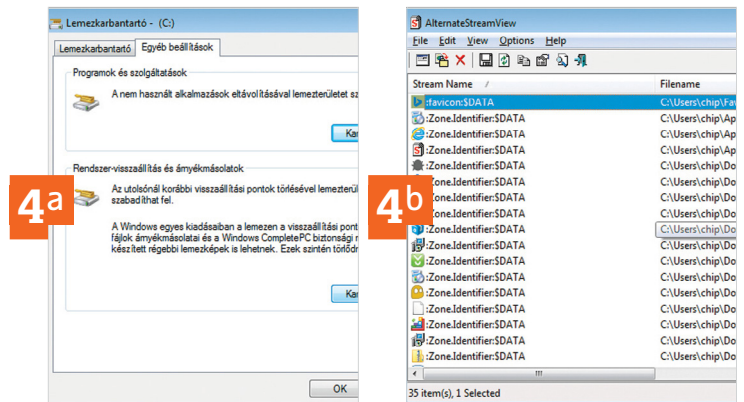 Lemezkarbantartó - (C:)
Lemezkarbantartó
Egyéb beállítások
Programok és szolgáltatások
A nem használt alkalmazások eltávolításával lemezterületet
Rendszer-visszaállítás és árnyékmásolatok
Az utolsónál korábbi visszaállítási pontok törlésével
szabadíthat fel.
A Windows egyes kiadásaiban a lemezen a visszaállítási
fájlok árnyékmásolatai és a Windows CompletePC biztonsági
készített régebbi lemezképek is lehetnek. Ezek szintén
OK
4a
AlternateStreamView
File Edit View Options Help
Stream Name / Filename
:favicon:$DATA C:\Users\chip\Fav
:Zone.Identifier:$DATA C:\Users\chip\Ap
:Zone.Identifier:$DATA C:\Users\chip\Ap
:Zone.Identifier:$DATA C:\Users\chip\Ap
:Zone.Identifier:$DATA C:\Users\chip\Do
:Zone.Identifier:$DATA C:\Users\chip\Do
:Zone.Identifier:$DATA C:\Users\chip\Do
:Zone.Identifier:$DATA C:\Users\chip\Do
:Zone.Identifier:$DATA C:\Users\chip\Do
:Zone.Identifier:$DATA C:\Users\chip\Do
:Zone.Identifier:$DATA C:\Users\chip\Do
:Zone.Identifier:$DATA C:\Users\chip\Do
:Zone.Identifier:$DATA C:\Users\chip\Do
:Zone.Identifier:$DATA C:\Users\chip\Do
:Zone.Identifier:$DATA C:\Users\chip\Do
:Zone.Identifier:$DATA C:\Users\chip\Do
:Zone.Identifier:$DATA C:\Users\chip\Do
35 item(s), 1 Selected
4b